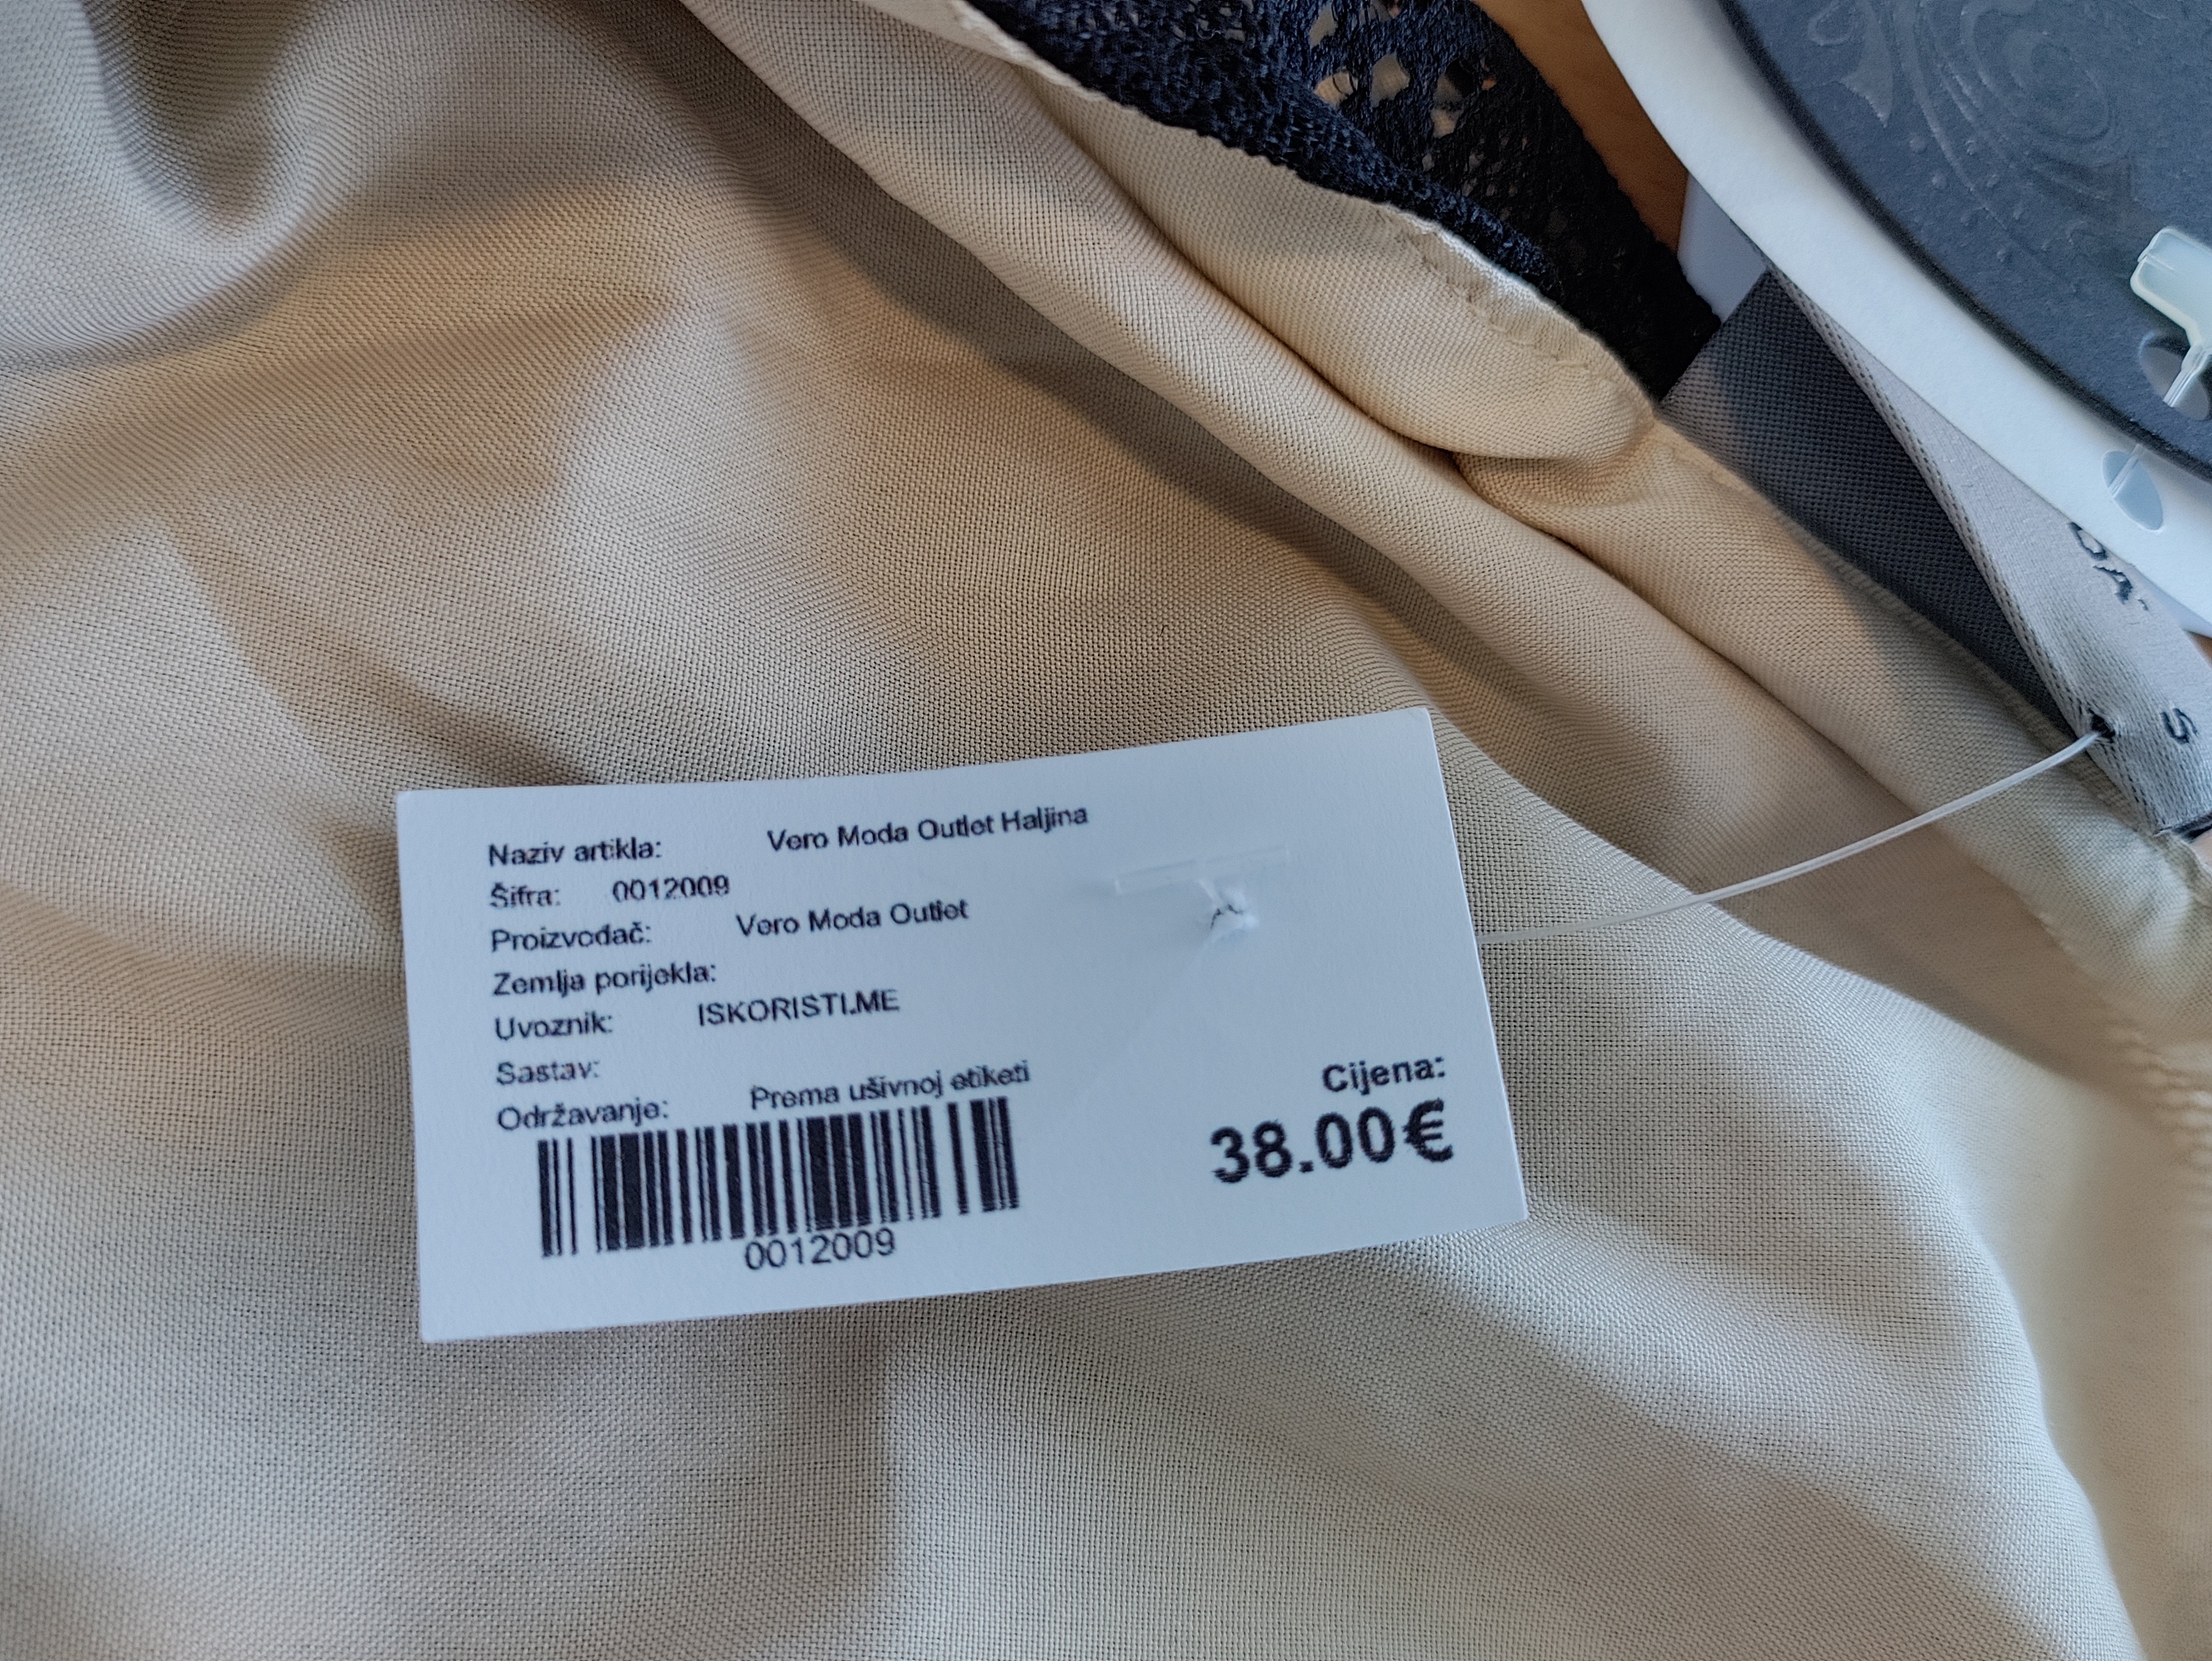 Naziv artikla: Vero Moda Outlet Haljina
Šifra: 0012009
Proizvođač: Vero Moda Outlet
Zemlja porijekla:
Uvoznik: ISKORISTI.ME
Sastav:
Održavanje: Prema ušivnoj etiketi
0012009
Cijena:
38.00€
S